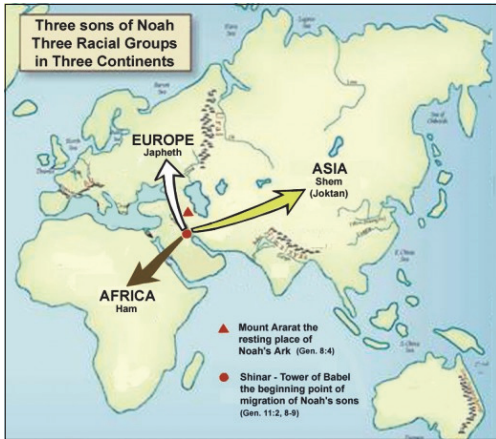 Three sons of Noah
Three Racial Groups
in Three Continents
EUROPE
Japheth
ASIA
Shem
(Joktan)
Ural
AFRICA
Ham
Mount Ararat the
resting place of
Noah's Ark (Gen. 8:4)
Shinar - Tower of Babel
the beginning point of
migration of Noah's sons
(Gen. 11:2, 8-9)